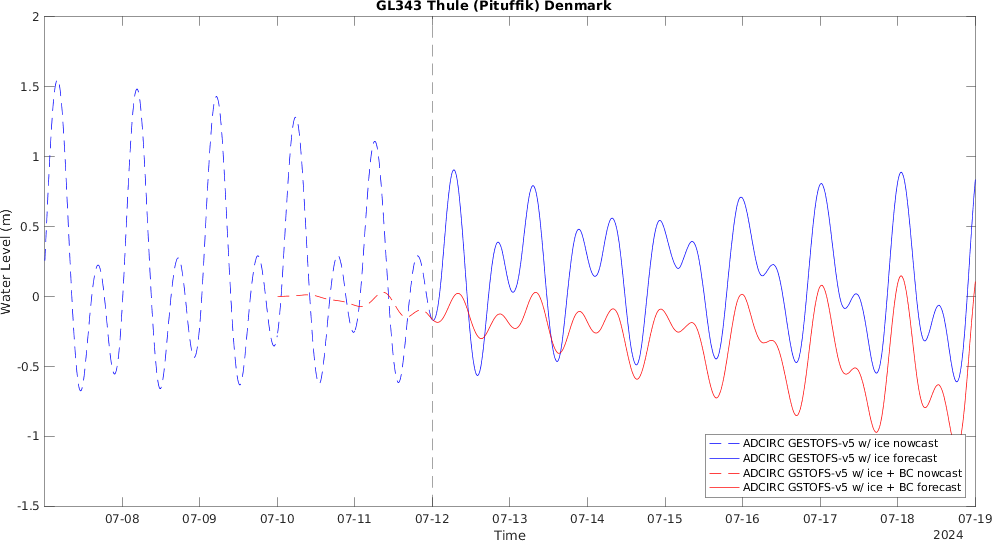 GL343 Thule (Pituffik) Denmark
2
1.5
1
0.5
0
-0.5
-1
-1.5
Water Level (m)
ADCIRC GESTOFS-v5 w/ ice nowcast
ADCIRC GESTOFS-v5 w/ ice forecast
ADCIRC GSTOFS-v5 w/ ice + BC nowcast
ADCIRC GSTOFS-v5 w/ ice + BC forecast
07-08 07-09 07-10 07-11 07-12 07-13 07-14 07-15 07-16 07-17 07-18 07-19
Time
2024